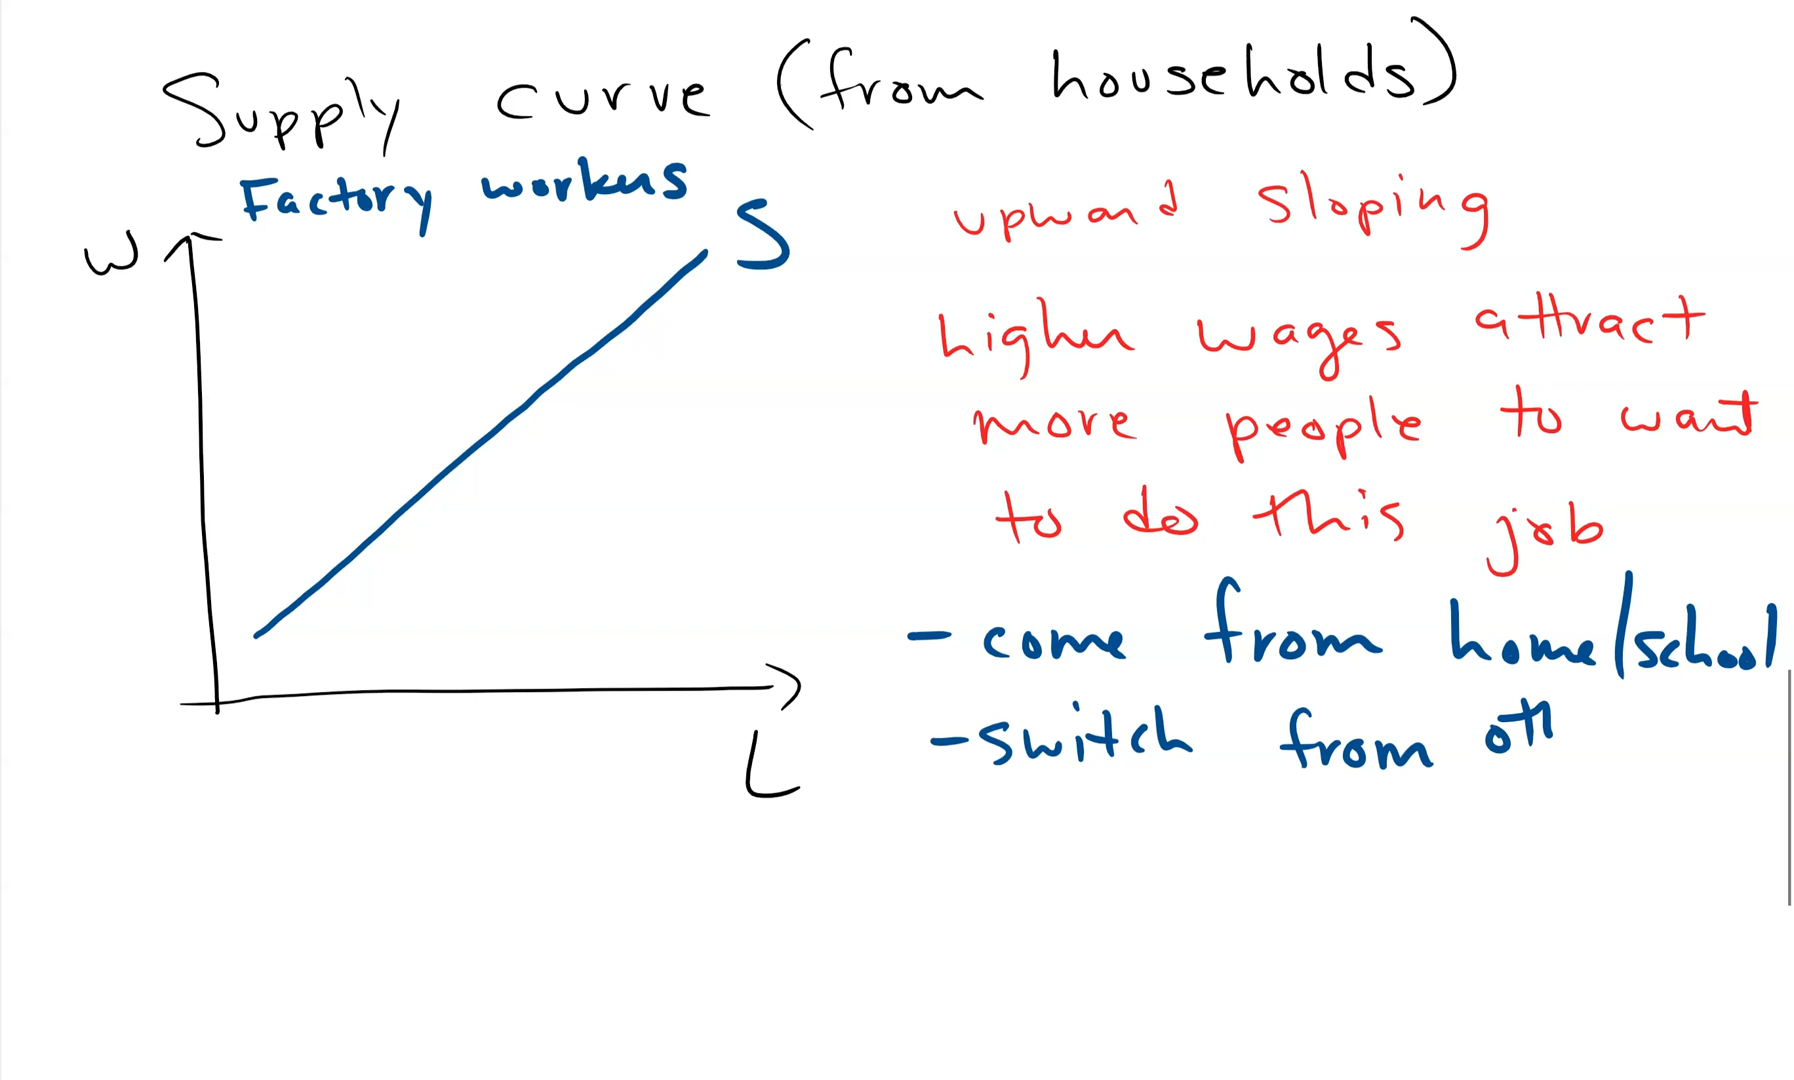 Supply curve (from households)
Factory workers
S
W
L
upward sloping
higher wages attract
more people to want
to do this job
- come from home/school
- switch from oth